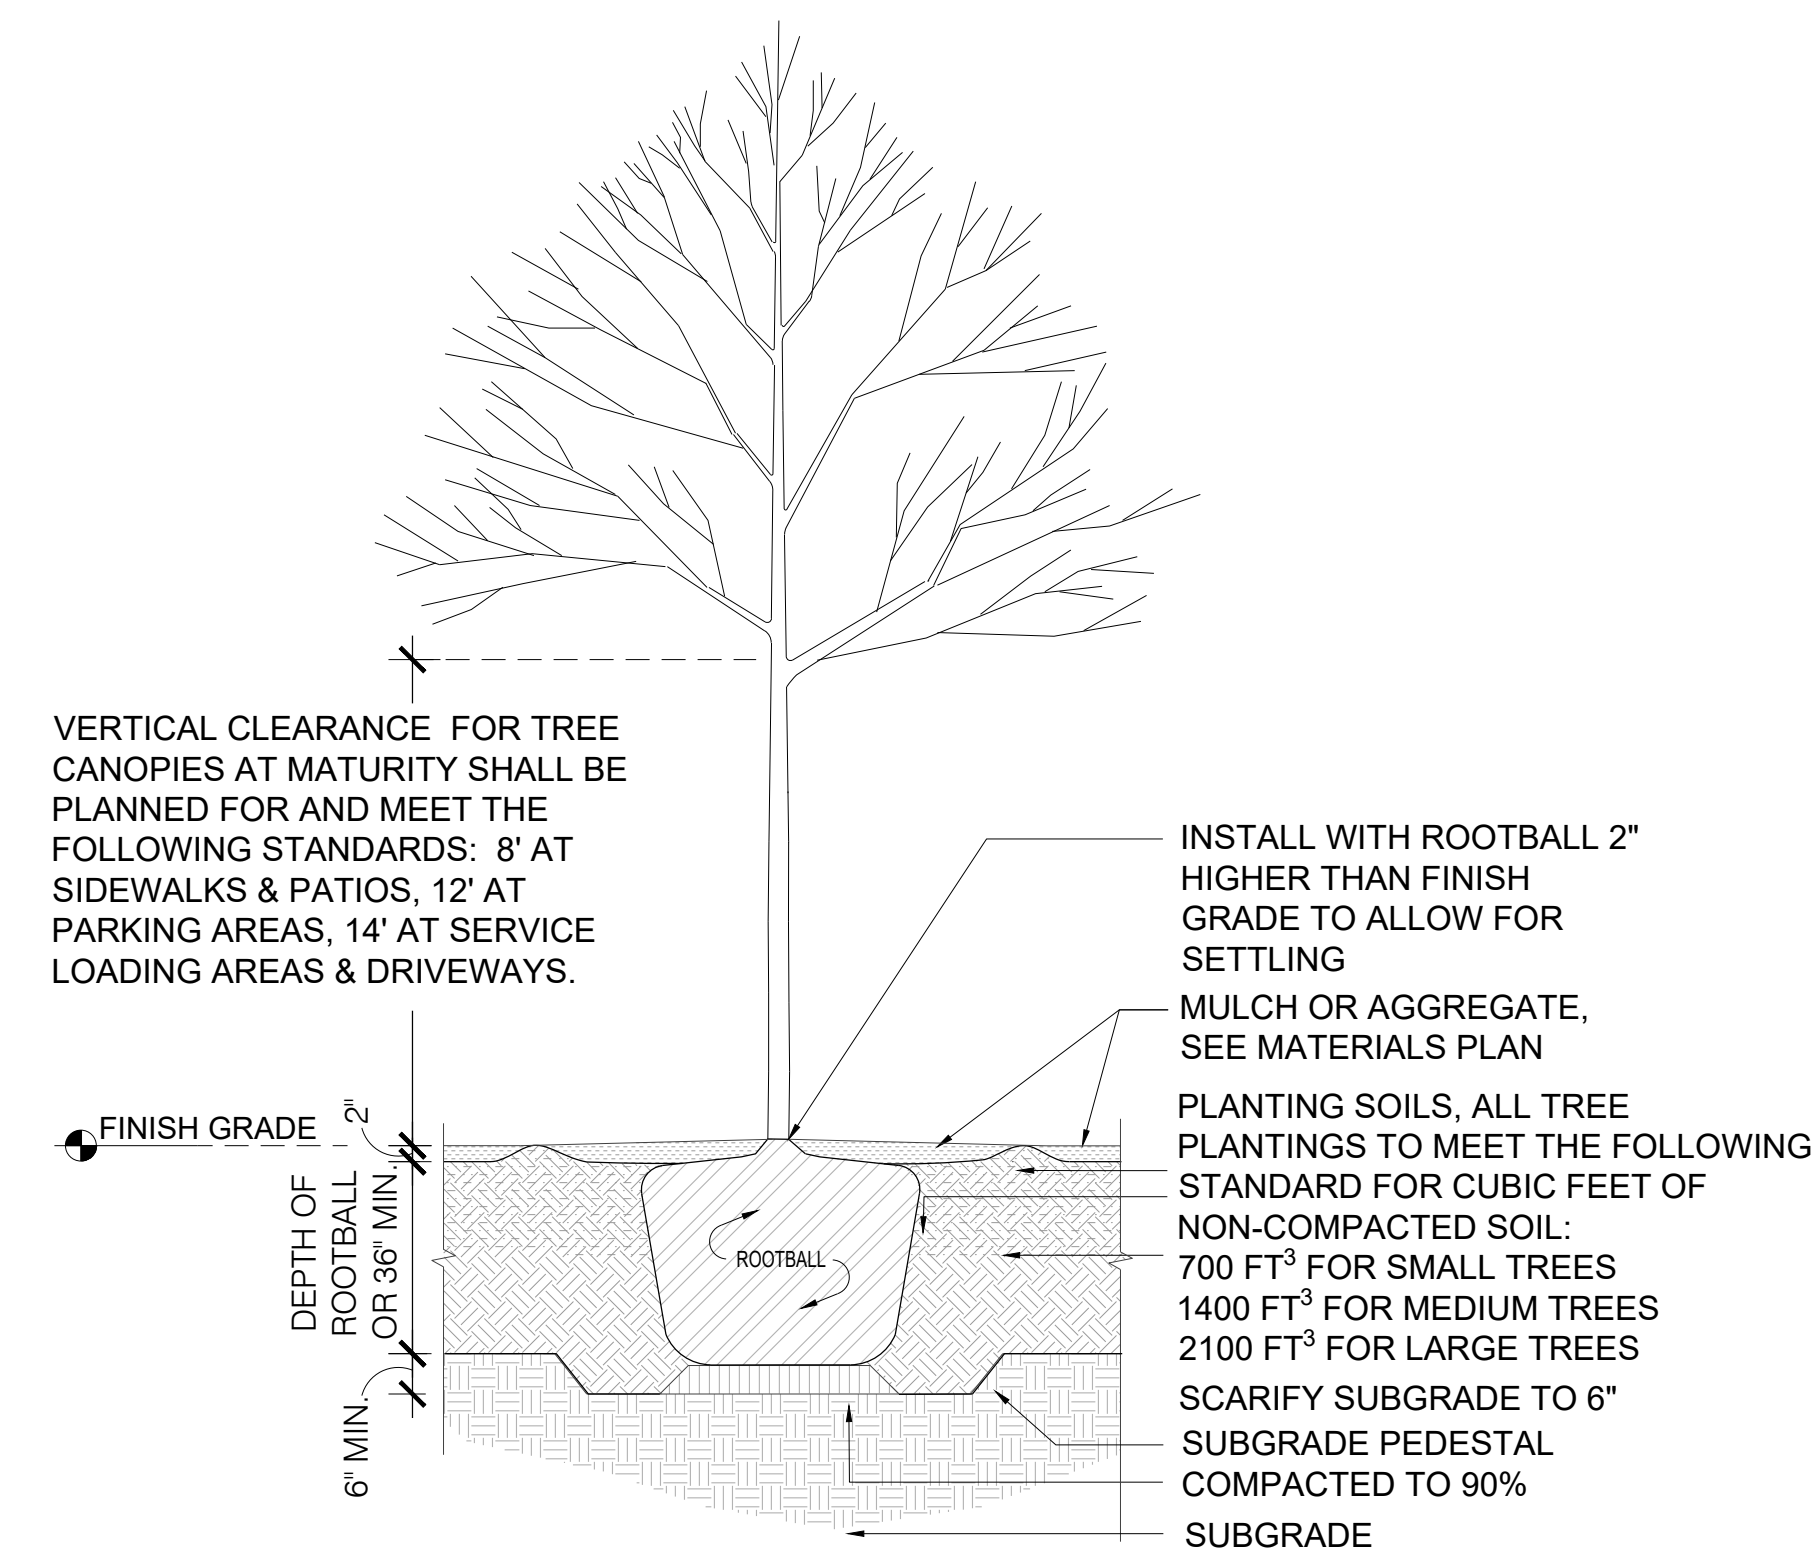 VERTICAL CLEARANCE FOR TREE
CANOPIES AT MATURITY SHALL BE
PLANNED FOR AND MEET THE
FOLLOWING STANDARDS: 8' AT
SIDEWALKS & PATIOS, 12' AT
PARKING AREAS, 14' AT SERVICE
LOADING AREAS & DRIVEWAYS.
FINISH GRADE
2"
DEPTH OF
ROOTBALL
OR 36" MIN.
6" MIN.
ROOTBALL
INSTALL WITH ROOTBALL 2"
HIGHER THAN FINISH
GRADE TO ALLOW FOR
SETTLING
MULCH OR AGGREGATE,
SEE MATERIALS PLAN
PLANTING SOILS, ALL TREE
PLANTINGS TO MEET THE FOLLOWING
STANDARD FOR CUBIC FEET OF
NON-COMPACTED SOIL:
700 FT³ FOR SMALL TREES
1400 FT³ FOR MEDIUM TREES
2100 FT³ FOR LARGE TREES
SCARIFY SUBGRADE TO 6"
SUBGRADE PEDESTAL
COMPACTED TO 90%
SUBGRADE